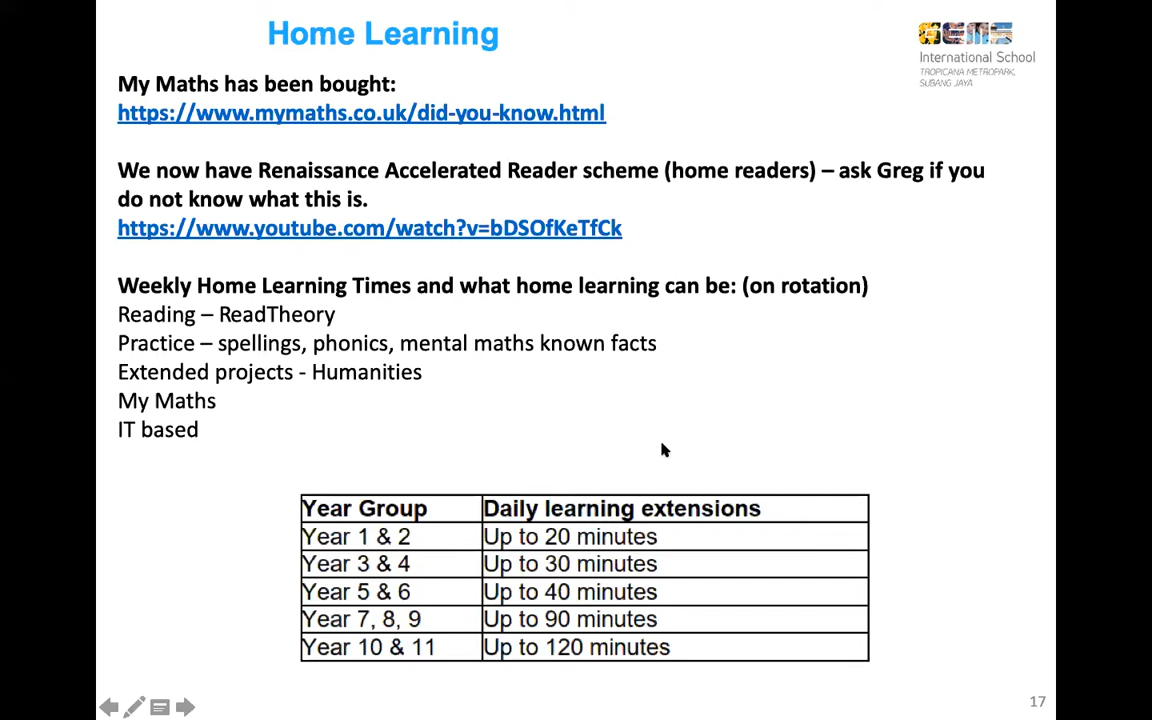 Home Learning
GEMS
International School
TROPICANA METROPARK,
SUBANG JAYA
My Maths has been bought:
https://www.mymaths.co.uk/did-you-know.html
We now have Renaissance Accelerated Reader scheme (home readers) – ask Greg if you
do not know what this is.
https://www.youtube.com/watch?v=bDSOfKeTfCk
Weekly Home Learning Times and what home learning can be: (on rotation)
Reading – ReadTheory
Practice – spellings, phonics, mental maths known facts
Extended projects - Humanities
My Maths
IT based
Year Group Daily learning extensions
Year 1 & 2 Up to 20 minutes
Year 3 & 4 Up to 30 minutes
Year 5 & 6 Up to 40 minutes
Year 7, 8, 9 Up to 90 minutes
Year 10 & 11 Up to 120 minutes
17